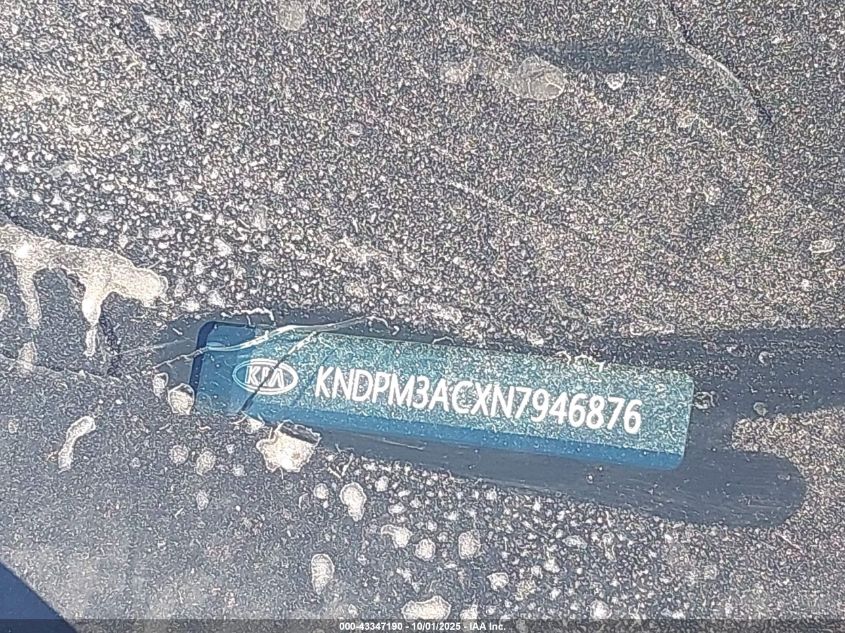 KIA KNDPM3ACXN7946876
000-43347190 - 10/01/2025 - IAA Inc.